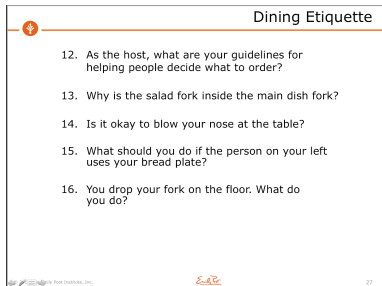 Dining Etiquette
12. As the host, what are your guidelines for
helping people decide what to order?
13. Why is the salad fork inside the main dish fork?
14. Is it okay to blow your nose at the table?
15. What should you do if the person on your left
uses your bread plate?
16. You drop your fork on the floor. What do
you do?
Post Institute, Inc.
27